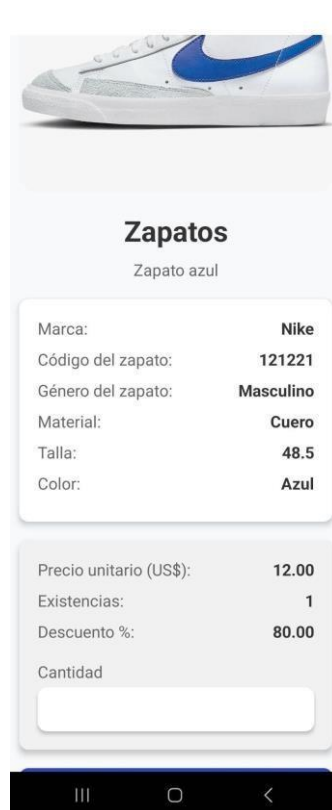 Zapatos
Zapato azul
Marca: Nike
Código del zapato: 121221
Género del zapato: Masculino
Material: Cuero
Talla: 48.5
Color: Azul
Precio unitario (US$): 12.00
Existencias: 1
Descuento %: 80.00
Cantidad